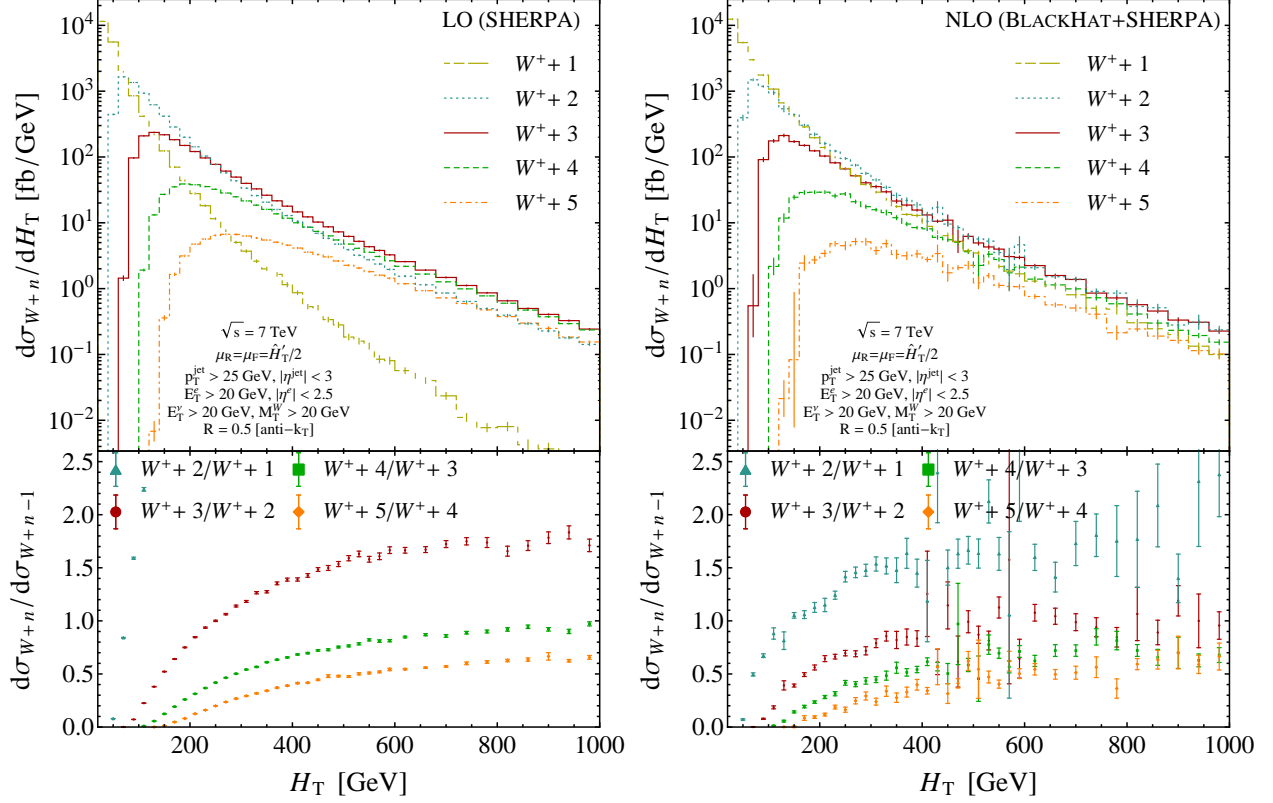 LO (SHERPA)
W⁺ + 1
W⁺ + 2
W⁺ + 3
W⁺ + 4
W⁺ + 5
10⁴
10³
10²
10¹
10⁰
10⁻¹
10⁻²
dσ_{W+n}/dH_T [fb/GeV]
√s = 7 TeV
μ_R=μ_F=Ĥ′_T/2
p_T^{jet} > 25 GeV, |η^{jet}| < 3
E_T^e > 20 GeV, |η^e| < 2.5
E_T^ν > 20 GeV, M_T^W > 20 GeV
R = 0.5 [anti−k_T]
W⁺ + 2/W⁺ + 1
W⁺ + 4/W⁺ + 3
W⁺ + 3/W⁺ + 2
W⁺ + 5/W⁺ + 4
2.5
2.0
1.5
1.0
0.5
0.0
dσ_{W+n}/dσ_{W+n−1}
200 400 600 800 1000
H_T [GeV]
NLO (BLACKHAT+SHERPA)
W⁺ + 1
W⁺ + 2
W⁺ + 3
W⁺ + 4
W⁺ + 5
10⁴
10³
10²
10¹
10⁰
10⁻¹
10⁻²
dσ_{W+n}/dH_T [fb/GeV]
√s = 7 TeV
μ_R=μ_F=Ĥ′_T/2
p_T^{jet} > 25 GeV, |η^{jet}| < 3
E_T^e > 20 GeV, |η^e| < 2.5
E_T^ν > 20 GeV, M_T^W > 20 GeV
R = 0.5 [anti−k_T]
W⁺ + 2/W⁺ + 1
W⁺ + 4/W⁺ + 3
W⁺ + 3/W⁺ + 2
W⁺ + 5/W⁺ + 4
2.5
2.0
1.5
1.0
0.5
0.0
dσ_{W+n}/dσ_{W+n−1}
200 400 600 800 1000
H_T [GeV]